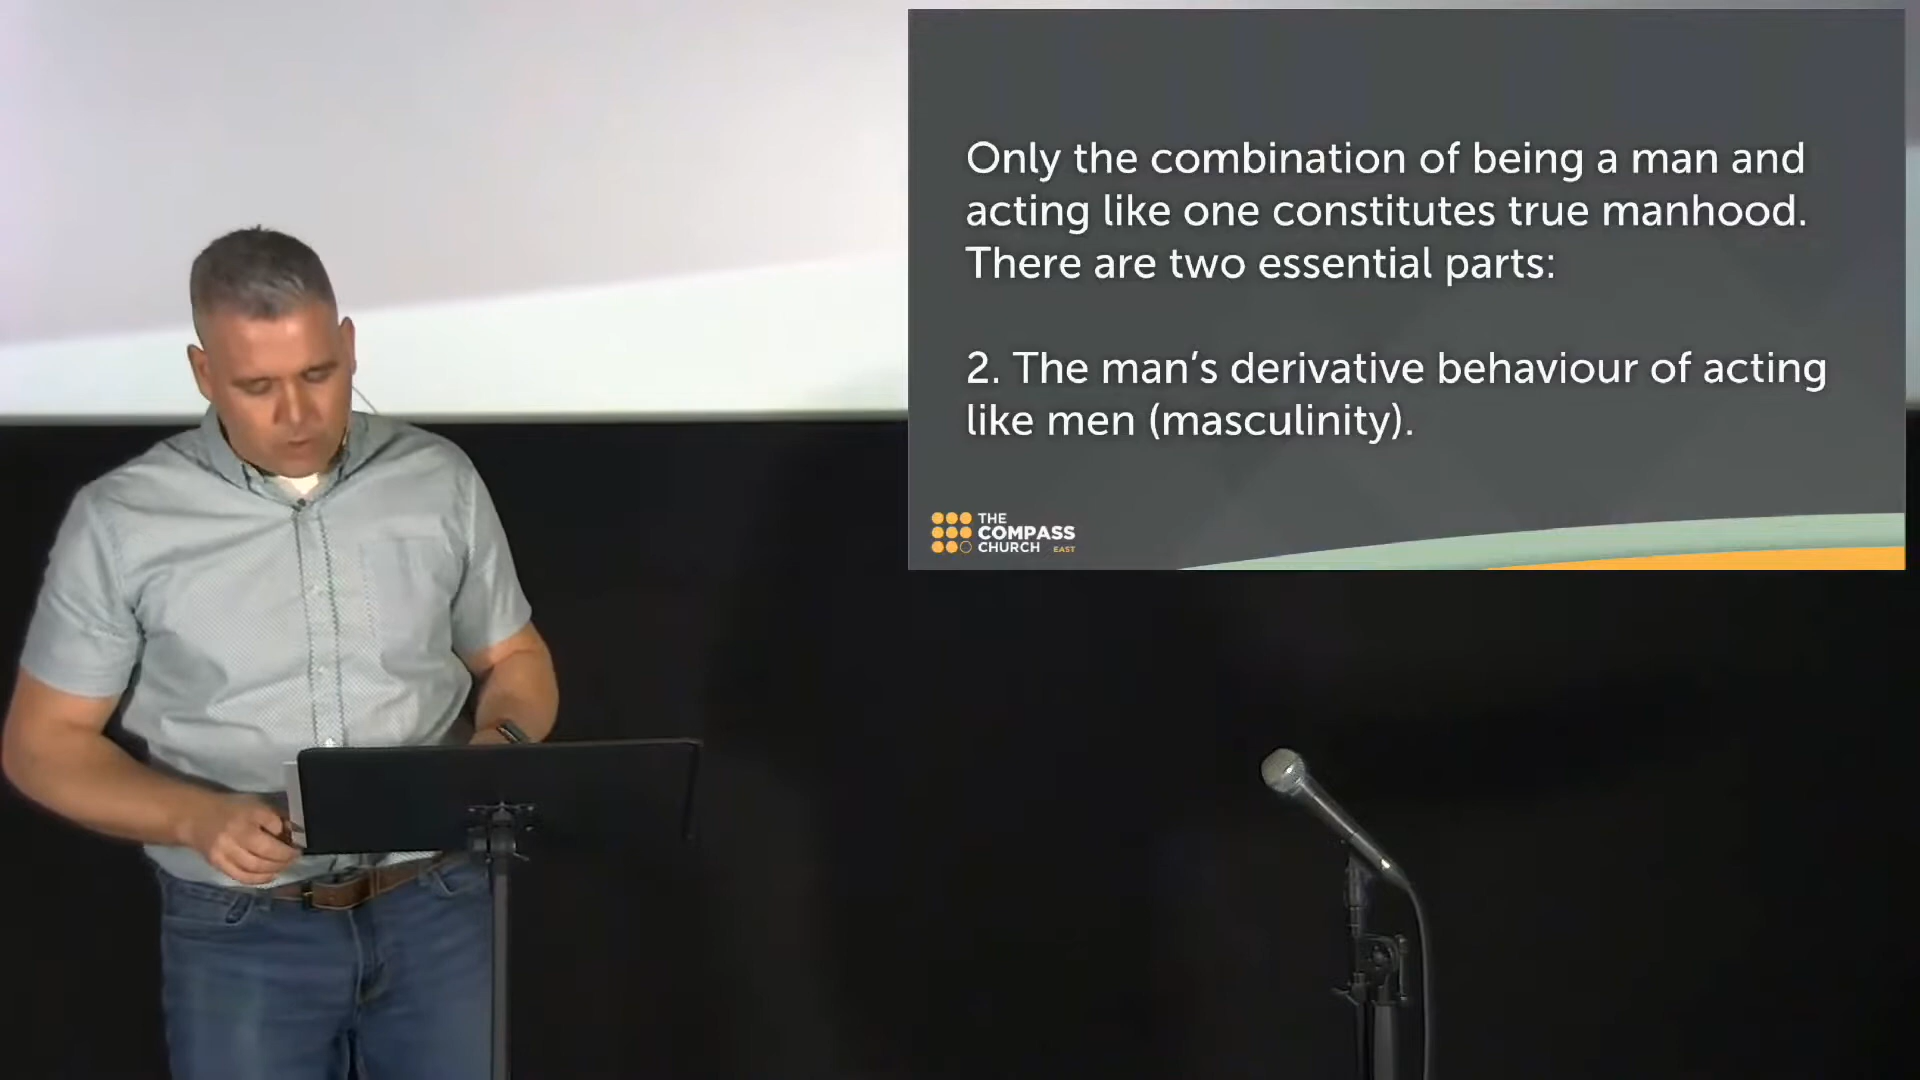 Only the combination of being a man and
acting like one constitutes true manhood.
There are two essential parts:
2. The man's derivative behaviour of acting
like men (masculinity).
THE
COMPASS
CHURCH EAST